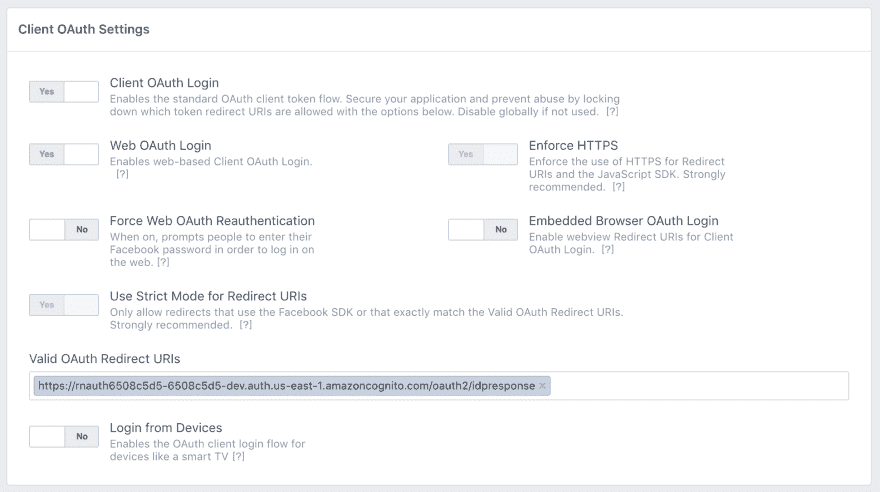 Client OAuth Settings
Yes
Client OAuth Login
Enables the standard OAuth client token flow. Secure your application and prevent abuse by locking
down which token redirect URIs are allowed with the options below. Disable globally if not used. [?]
Yes
Web OAuth Login
Enables web-based Client OAuth Login.
[?]
Yes
Enforce HTTPS
Enforce the use of HTTPS for Redirect
URIs and the JavaScript SDK. Strongly
recommended. [?]
No
Force Web OAuth Reauthentication
When on, prompts people to enter their
Facebook password in order to log in on
the web. [?]
No
Embedded Browser OAuth Login
Enable webview Redirect URIs for Client
OAuth Login. [?]
Yes
Use Strict Mode for Redirect URIs
Only allow redirects that use the Facebook SDK or that exactly match the Valid OAuth Redirect URIs.
Strongly recommended. [?]
Valid OAuth Redirect URIs
https://rnauth6508c5d5-6508c5d5-dev.auth.us-east-1.amazoncognito.com/oauth2/idpresponse ×
No
Login from Devices
Enables the OAuth client login flow for
devices like a smart TV [?]